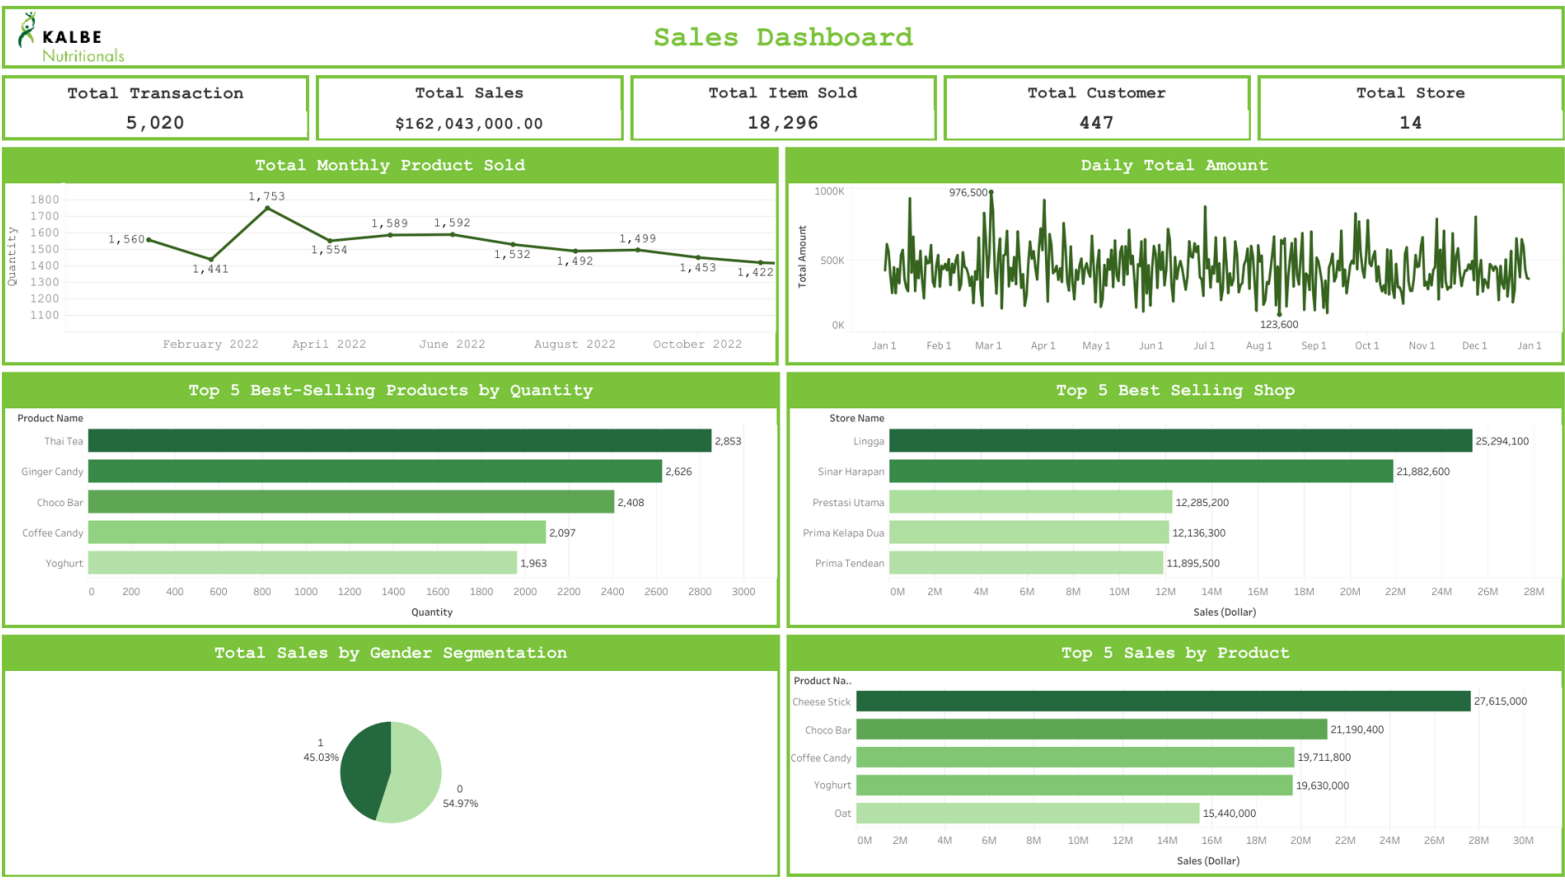 KALBE
Nutritionals
Sales Dashboard
Total Transaction
5,020
Total Sales
$162,043,000.00
Total Item Sold
18,296
Total Customer
447
Total Store
14
Total Monthly Product Sold
Quantity
1800
1700
1600
1500
1400
1300
1200
1100
1,560
1,441
1,753
1,554
1,589
1,592
1,532
1,492
1,499
1,453
1,422
February 2022
April 2022
June 2022
August 2022
October 2022
Daily Total Amount
Total Amount
1000K
500K
0K
976,500
123,600
Jan 1
Feb 1
Mar 1
Apr 1
May 1
Jun 1
Jul 1
Aug 1
Sep 1
Oct 1
Nov 1
Dec 1
Jan 1
Top 5 Best-Selling Products by Quantity
Product Name
Thai Tea 2,853
Ginger Candy 2,626
Choco Bar 2,408
Coffee Candy 2,097
Yoghurt 1,963
0 200 400 600 800 1000 1200 1400 1600 1800 2000 2200 2400 2600 2800 3000
Quantity
Top 5 Best Selling Shop
Store Name
Lingga 25,294,100
Sinar Harapan 21,882,600
Prestasi Utama 12,285,200
Prima Kelapa Dua 12,136,300
Prima Tendean 11,895,500
0M 2M 4M 6M 8M 10M 12M 14M 16M 18M 20M 22M 24M 26M 28M
Sales (Dollar)
Total Sales by Gender Segmentation
1
45.03%
0
54.97%
Top 5 Sales by Product
Product Na..
Cheese Stick 27,615,000
Choco Bar 21,190,400
Coffee Candy 19,711,800
Yoghurt 19,630,000
Oat 15,440,000
0M 2M 4M 6M 8M 10M 12M 14M 16M 18M 20M 22M 24M 26M 28M 30M
Sales (Dollar)